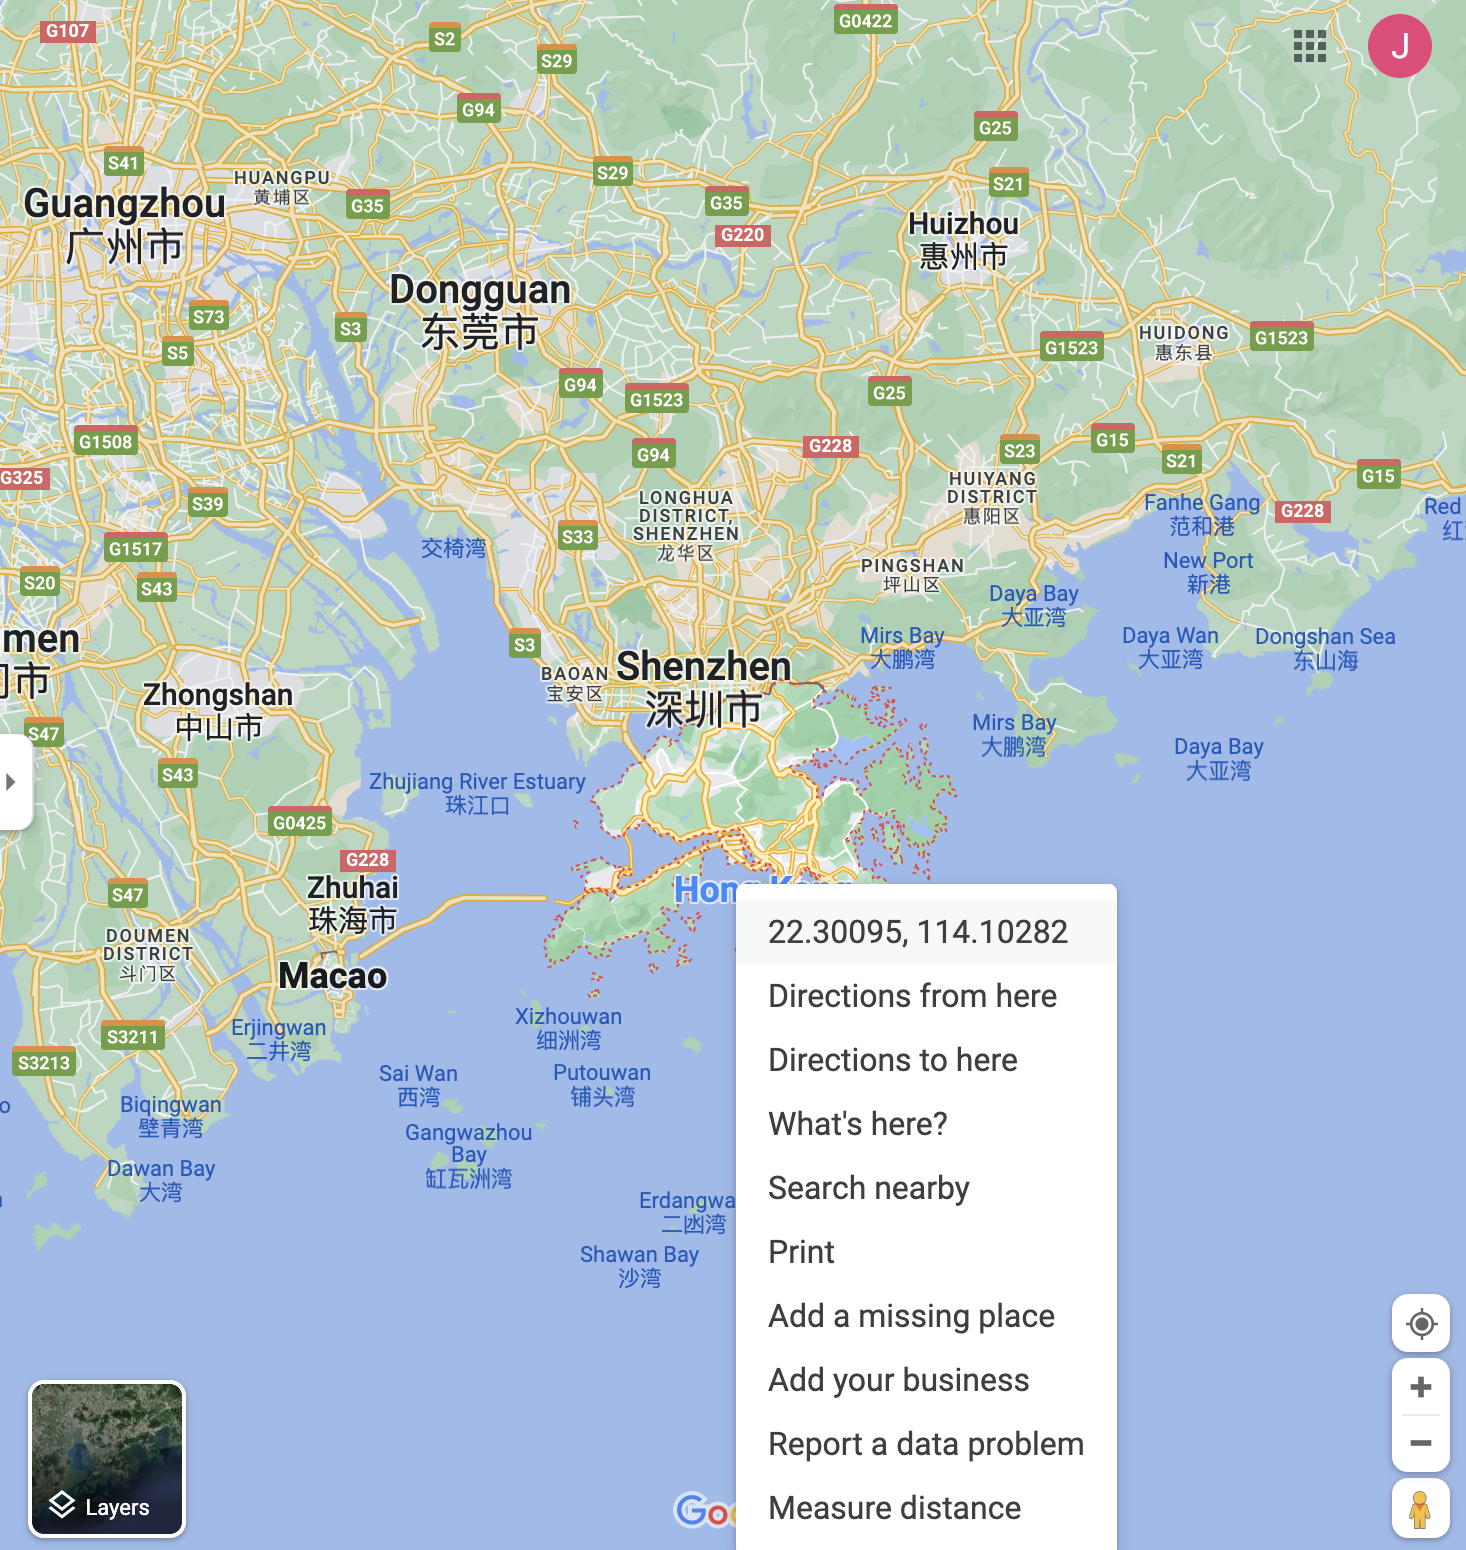 G107
S2
G0422
S29
J
G94
G25
S41
HUANGPU
黄埔区
S29
S21
G35
G35
Guangzhou
广州市
G220
Huizhou
惠州市
Dongguan
东莞市
S73
S3
S5
G1523
HUIDONG
惠东县
G1523
G94
G1523
G25
G1508
G94
G228
S23
G15
S21
G15
G325
S39
LONGHUA
DISTRICT,
SHENZHEN
龙华区
HUIYANG
DISTRICT
惠阳区
Fanhe Gang
范和港
G228
Red
G1517
交椅湾
S33
New Port
新港
S20
S43
PINGSHAN
坪山区
Daya Bay
大亚湾
men
门市
S3
Mirs Bay
大鹏湾
Daya Wan
大亚湾
Dongshan Sea
东山海
BAOAN
宝安区
Shenzhen
深圳市
Zhongshan
中山市
S47
Mirs Bay
大鹏湾
Daya Bay
大亚湾
S43
Zhujiang River Estuary
珠江口
G0425
G228
S47
Zhuhai
珠海市
Hong Kong
DOUMEN
DISTRICT
斗门区
Macao
22.30095, 114.10282
Directions from here
Directions to here
What's here?
Search nearby
Print
Add a missing place
Add your business
Report a data problem
Measure distance
Xizhouwan
细洲湾
S3211
Erjingwan
二井湾
S3213
Sai Wan
西湾
Putouwan
铺头湾
Biqingwan
壁青湾
Gangwazhou
Bay
缸瓦洲湾
Dawan Bay
大湾
Erdangwa
二凼湾
Shawan Bay
沙湾
Layers
Goo